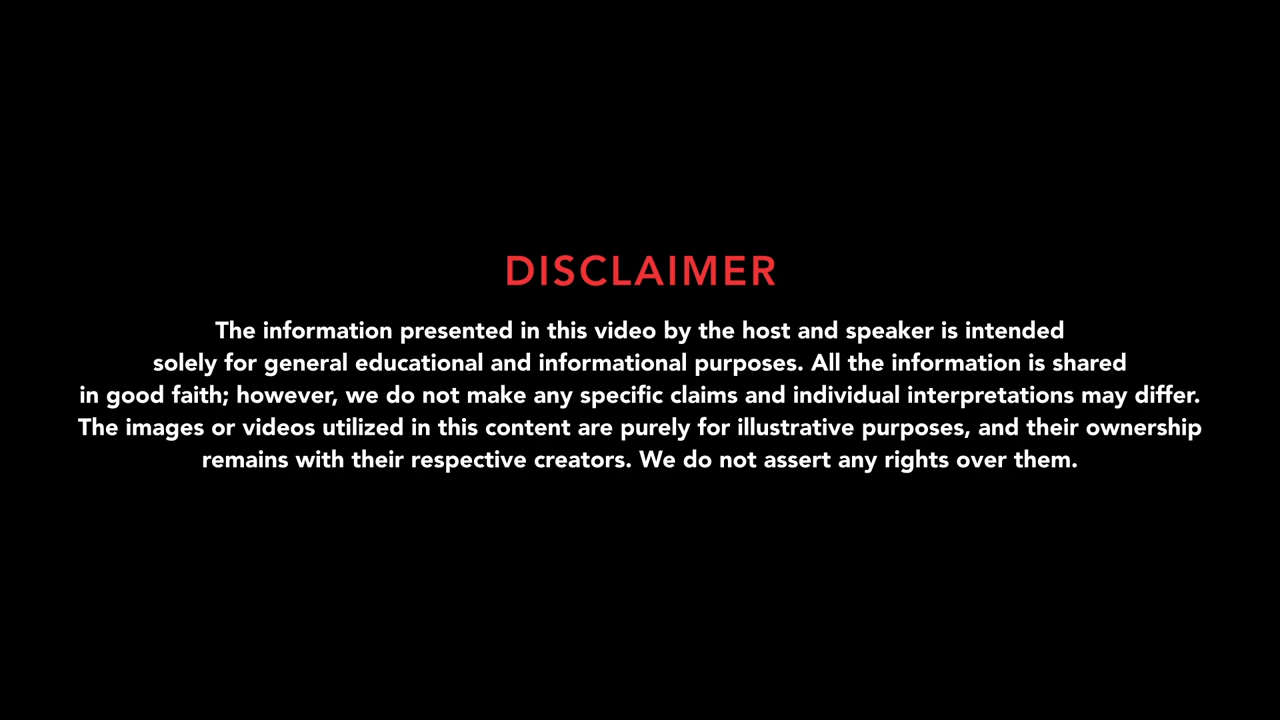 DISCLAIMER
The information presented in this video by the host and speaker is intended
solely for general educational and informational purposes. All the information is shared
in good faith; however, we do not make any specific claims and individual interpretations may differ.
The images or videos utilized in this content are purely for illustrative purposes, and their ownership
remains with their respective creators. We do not assert any rights over them.